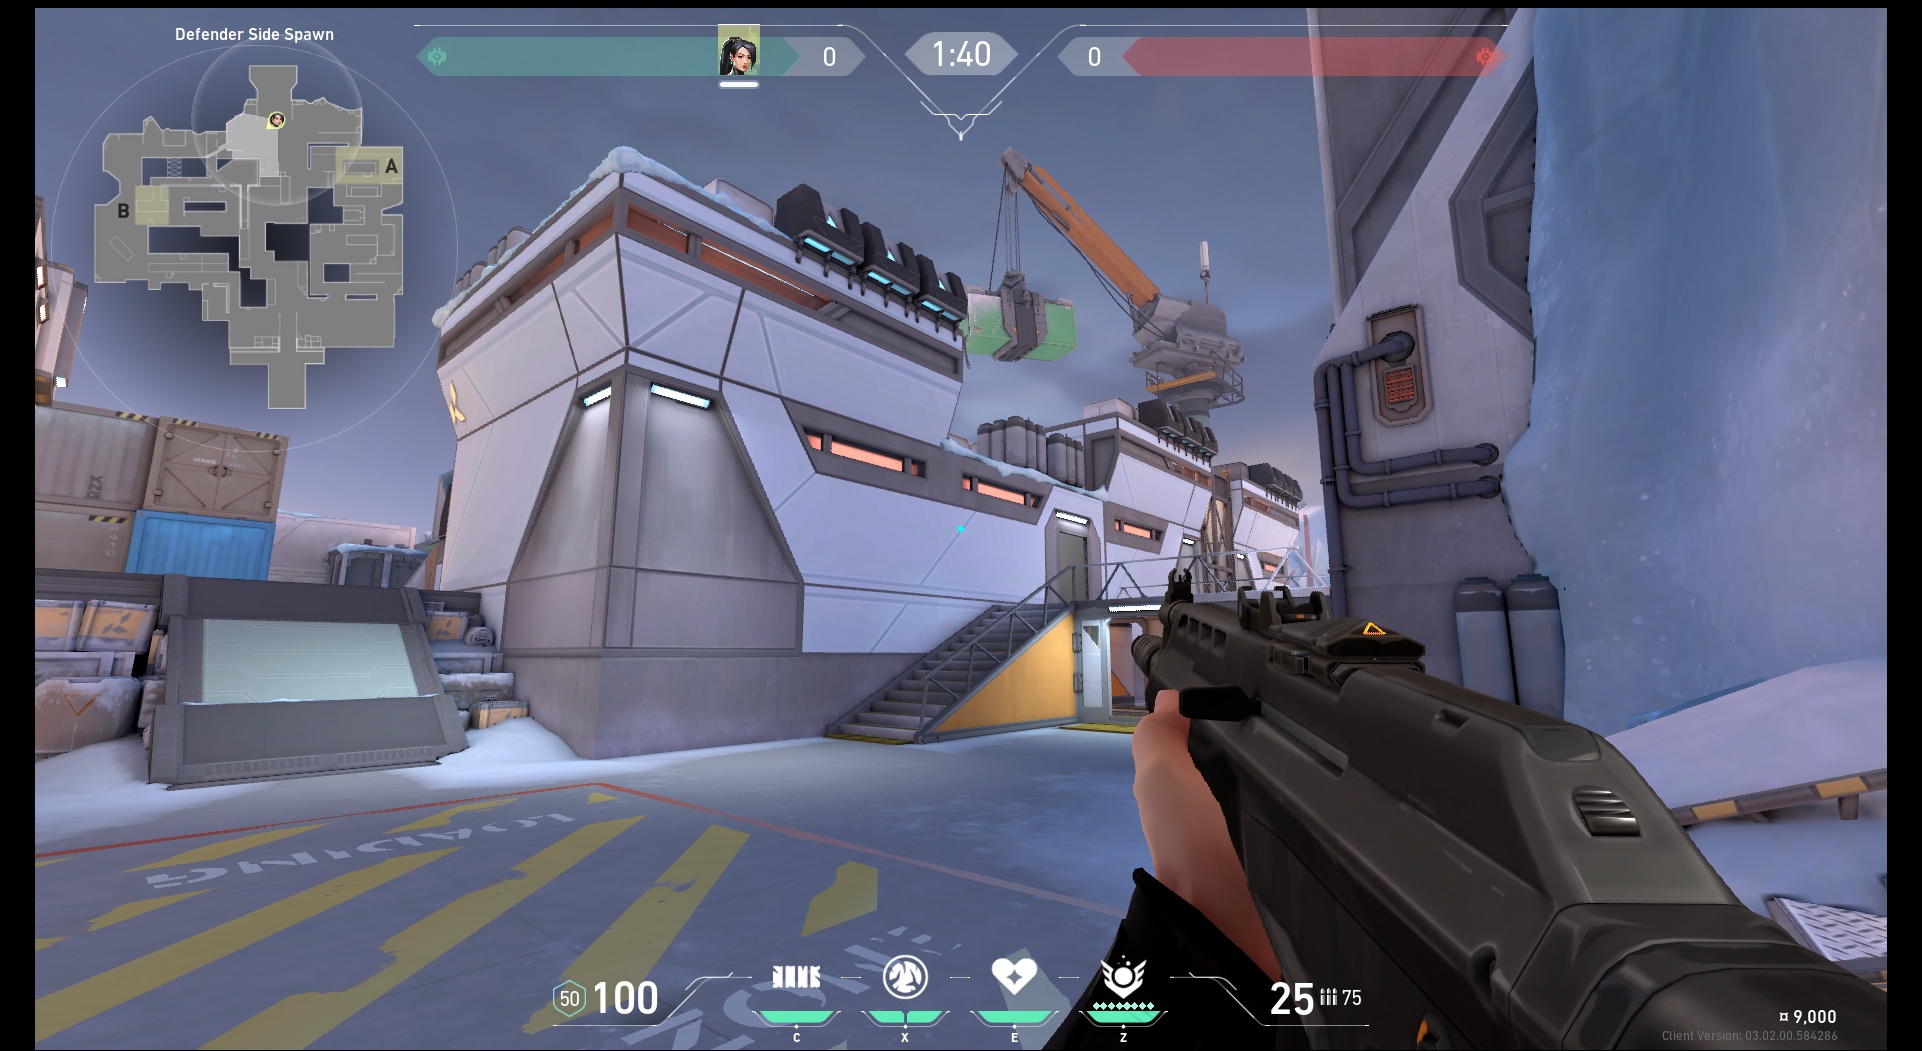 Defender Side Spawn
0
1:40
0
A
B
D2X
LOADING
50
100
25
75
C
X
E
Z
¤ 9,000
Client Version: 03.02.00.584286